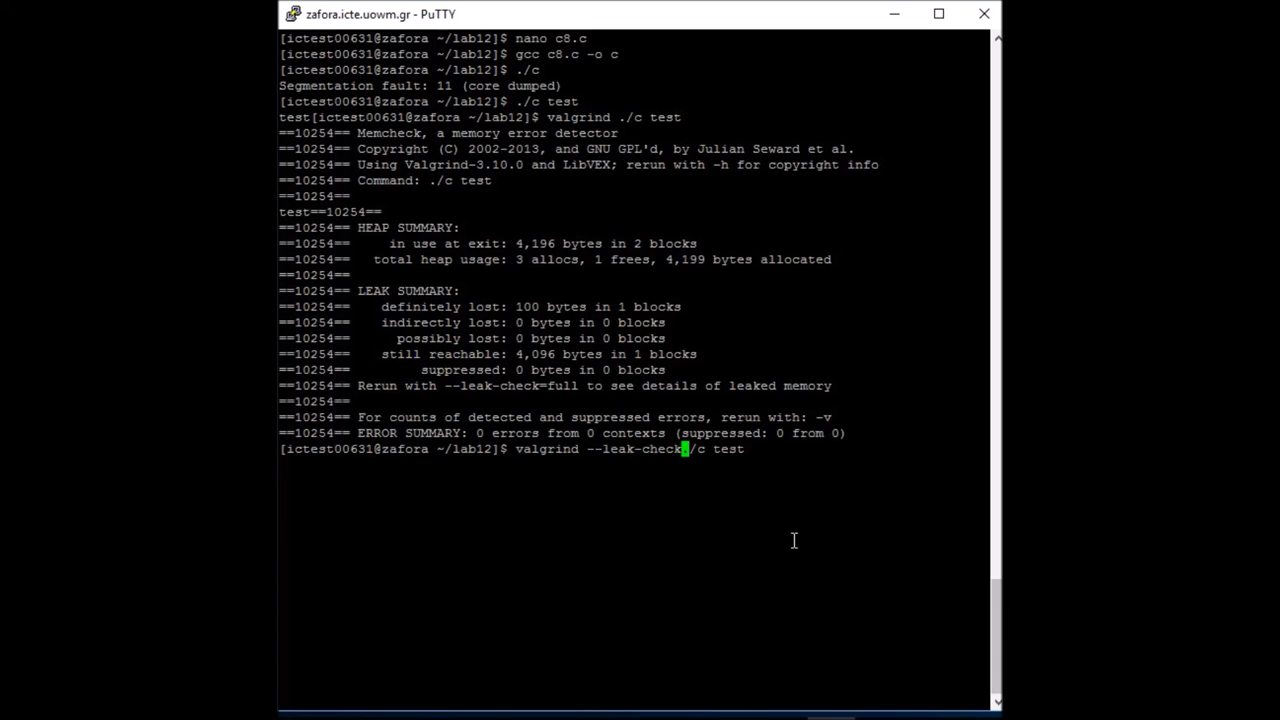 zafora.icte.uowm.gr - PuTTY
[ictest00631@zafora ~/lab12]$ nano c8.c
[ictest00631@zafora ~/lab12]$ gcc c8.c -o c
[ictest00631@zafora ~/lab12]$ ./c
Segmentation fault: 11 (core dumped)
[ictest00631@zafora ~/lab12]$ ./c test
test[ictest00631@zafora ~/lab12]$ valgrind ./c test
==10254== Memcheck, a memory error detector
==10254== Copyright (C) 2002-2013, and GNU GPL'd, by Julian Seward et al.
==10254== Using Valgrind-3.10.0 and LibVEX; rerun with -h for copyright info
==10254== Command: ./c test
==10254==
test==10254==
==10254== HEAP SUMMARY:
==10254==     in use at exit: 4,196 bytes in 2 blocks
==10254==   total heap usage: 3 allocs, 1 frees, 4,199 bytes allocated
==10254==
==10254== LEAK SUMMARY:
==10254==    definitely lost: 100 bytes in 1 blocks
==10254==    indirectly lost: 0 bytes in 0 blocks
==10254==      possibly lost: 0 bytes in 0 blocks
==10254==    still reachable: 4,096 bytes in 1 blocks
==10254==         suppressed: 0 bytes in 0 blocks
==10254== Rerun with --leak-check=full to see details of leaked memory
==10254==
==10254== For counts of detected and suppressed errors, rerun with: -v
==10254== ERROR SUMMARY: 0 errors from 0 contexts (suppressed: 0 from 0)
[ictest00631@zafora ~/lab12]$ valgrind --leak-check./c test